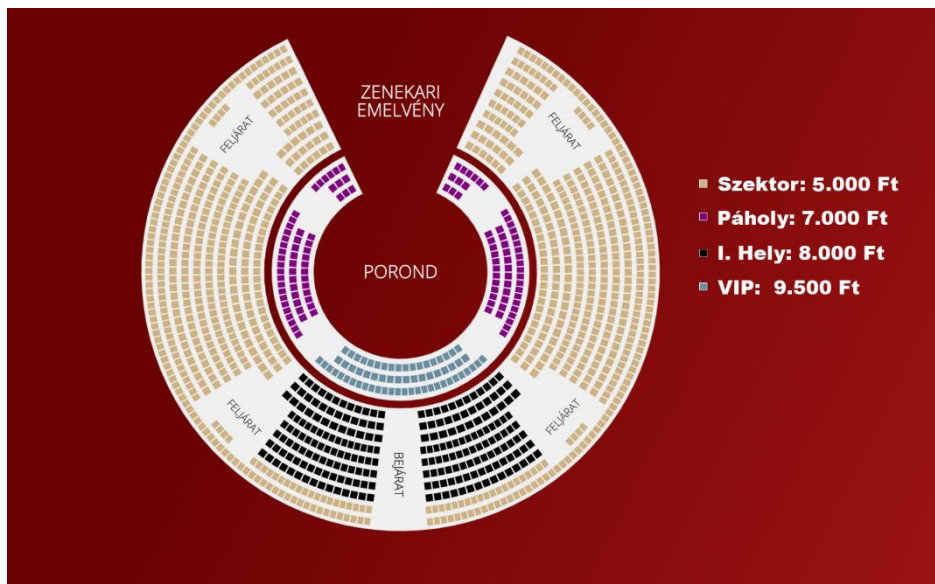 ZENEKARI
EMELVÉNY
FELJÁRAT
FELJÁRAT
POROND
Szektor: 5.000 Ft
Páholy: 7.000 Ft
I. Hely: 8.000 Ft
VIP: 9.500 Ft
FELJÁRAT
BEJÁRAT
FELJÁRAT